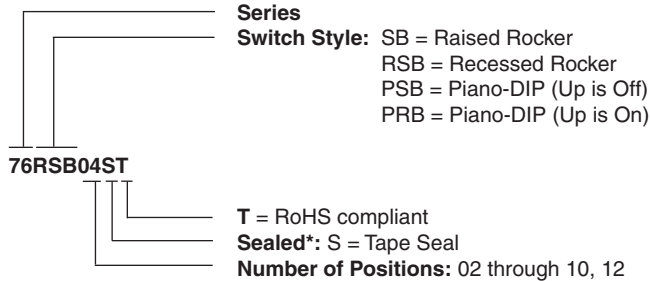 Series
Switch Style: SB = Raised Rocker
RSB = Recessed Rocker
PSB = Piano-DIP (Up is Off)
PRB = Piano-DIP (Up is On)
76RSB04ST
T = RoHS compliant
Sealed*: S = Tape Seal
Number of Positions: 02 through 10, 12